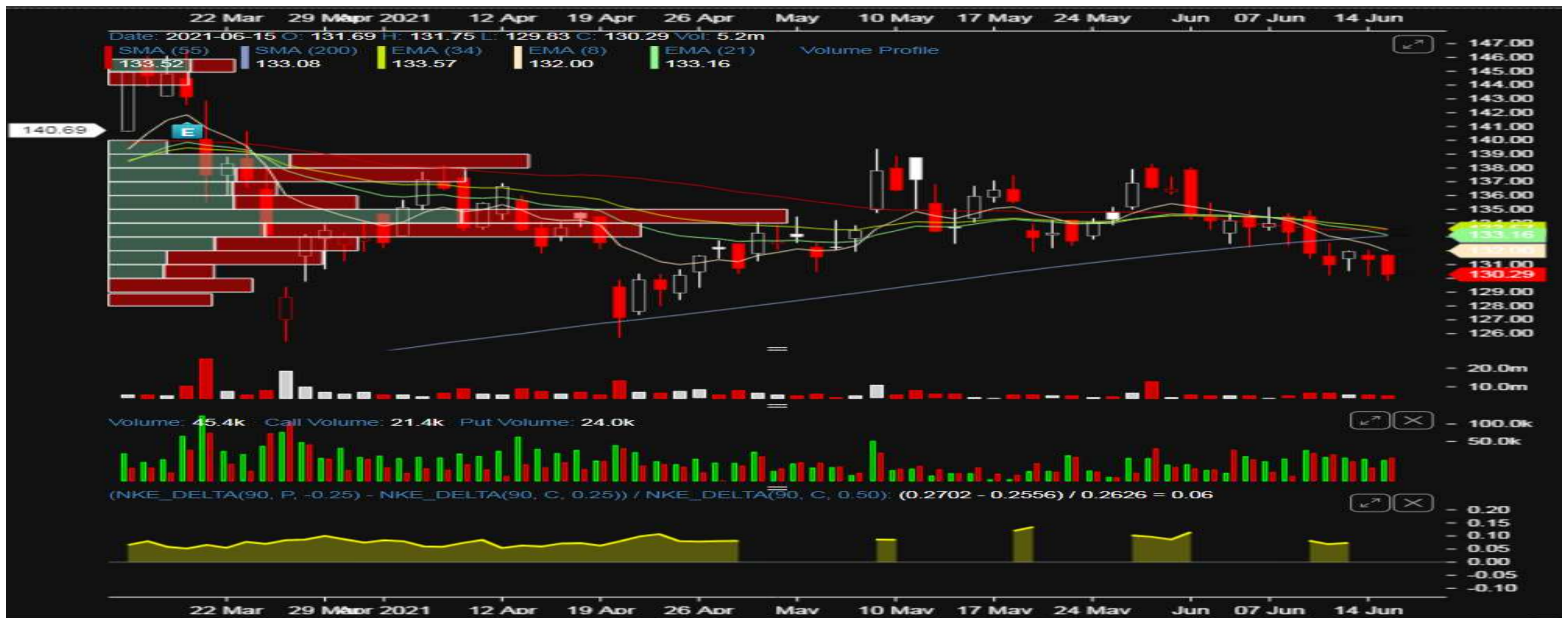 22 Mar 29 Mar Apr 2021 12 Apr 19 Apr 26 Apr May 10 May 17 May 24 May Jun 07 Jun 14 Jun
Date: 2021-06-15 O: 131.69 H: 131.75 L: 129.83 C: 130.29 Vol: 5.2m
SMA (55) SMA (200) EMA (34) EMA (8) EMA (21) Volume Profile
133.52 133.08 133.57 132.00 133.16
147.00
146.00
145.00
144.00
143.00
142.00
141.00
140.69
140.00
139.00
138.00
137.00
136.00
135.00
133.16
131.00
130.29
129.00
128.00
127.00
126.00
E
20.0m
10.0m
Volume: 45.4k Call Volume: 21.4k Put Volume: 24.0k
100.0k
50.0k
(NKE_DELTA(90, P, -0.25) - NKE_DELTA(90, C, 0.25)) / NKE_DELTA(90, C, 0.50): (0.2702 - 0.2556) / 0.2626 = 0.06
0.20
0.15
0.10
0.05
0.00
-0.05
-0.10
22 Mar 29 Mar Apr 2021 12 Apr 19 Apr 26 Apr May 10 May 17 May 24 May Jun 07 Jun 14 Jun